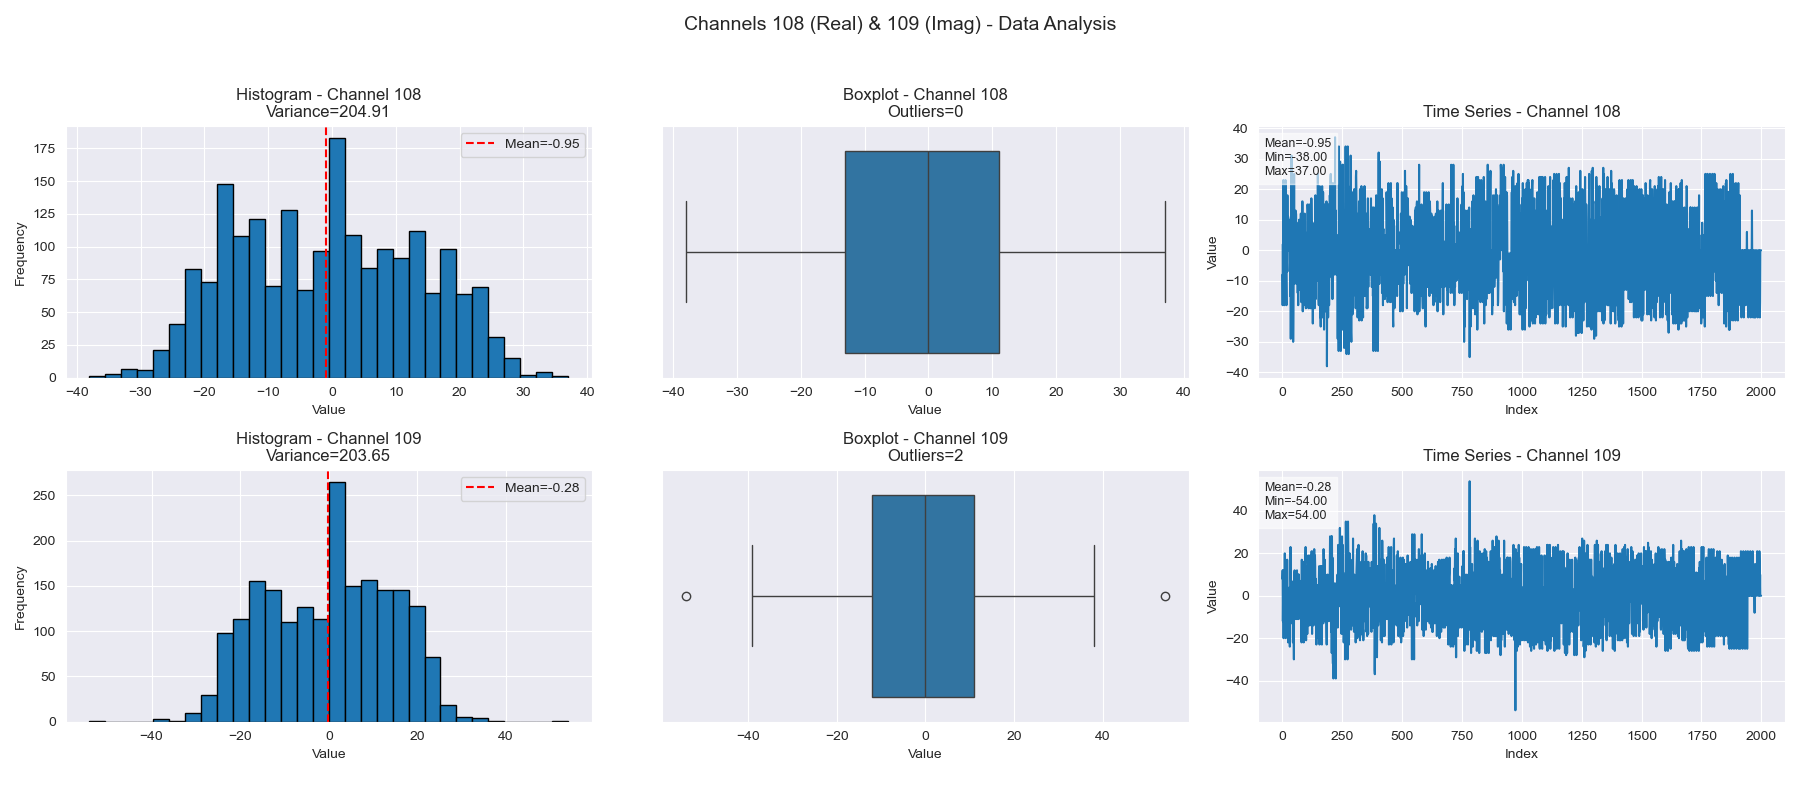 Channels 108 (Real) & 109 (Imag) - Data Analysis
Histogram - Channel 108
Variance=204.91
Frequency
175
150
125
100
75
50
25
0
Mean=-0.95
−40 −30 −20 −10 0 10 20 30 40
Value
Boxplot - Channel 108
Outliers=0
−40 −30 −20 −10 0 10 20 30 40
Value
Time Series - Channel 108
Value
40
30
20
10
0
−10
−20
−30
−40
Mean=-0.95
Min=-38.00
Max=37.00
0 250 500 750 1000 1250 1500 1750 2000
Index
Histogram - Channel 109
Variance=203.65
Frequency
250
200
150
100
50
0
Mean=-0.28
−40 −20 0 20 40
Value
Boxplot - Channel 109
Outliers=2
−40 −20 0 20 40
Value
Time Series - Channel 109
Value
40
20
0
−20
−40
Mean=-0.28
Min=-54.00
Max=54.00
0 250 500 750 1000 1250 1500 1750 2000
Index